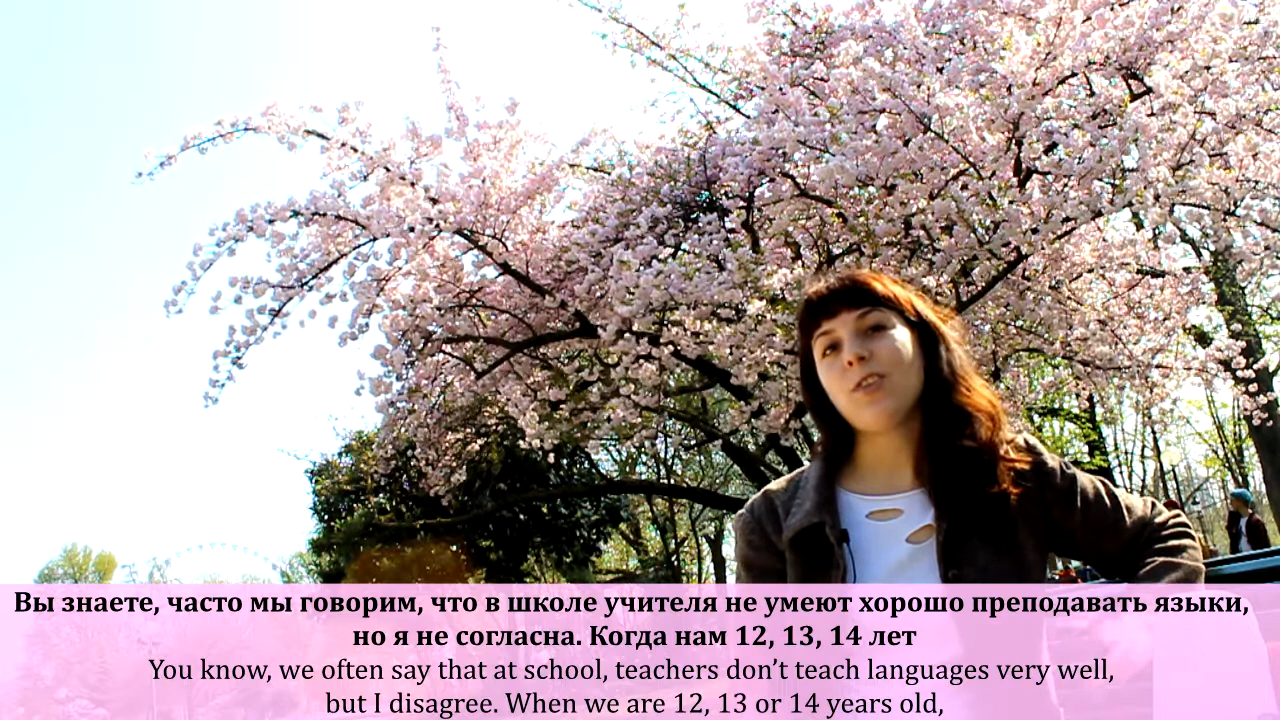 Вы знаете, часто мы говорим, что в школе учителя не умеют хорошо преподавать языки,
но я не согласна. Когда нам 12, 13, 14 лет
You know, we often say that at school, teachers don’t teach languages very well,
but I disagree. When we are 12, 13 or 14 years old,